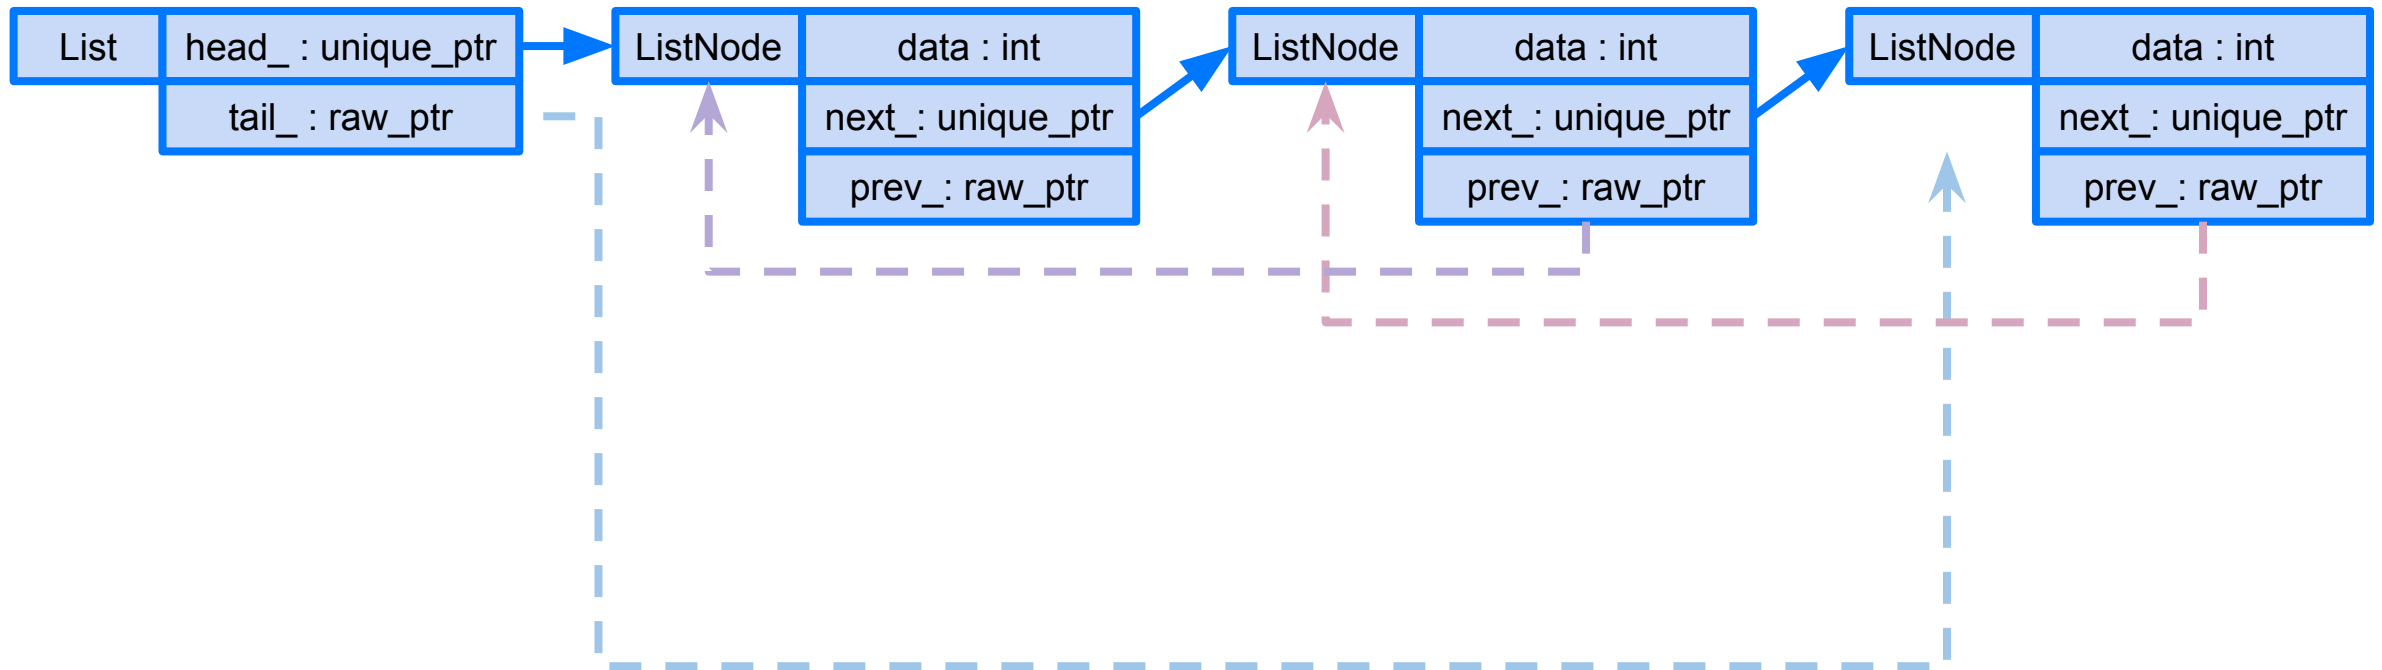 List head_ : unique_ptr ListNode data : int ListNode data : int ListNode data : int
tail_ : raw_ptr next_: unique_ptr next_: unique_ptr next_: unique_ptr
prev_: raw_ptr prev_: raw_ptr prev_: raw_ptr